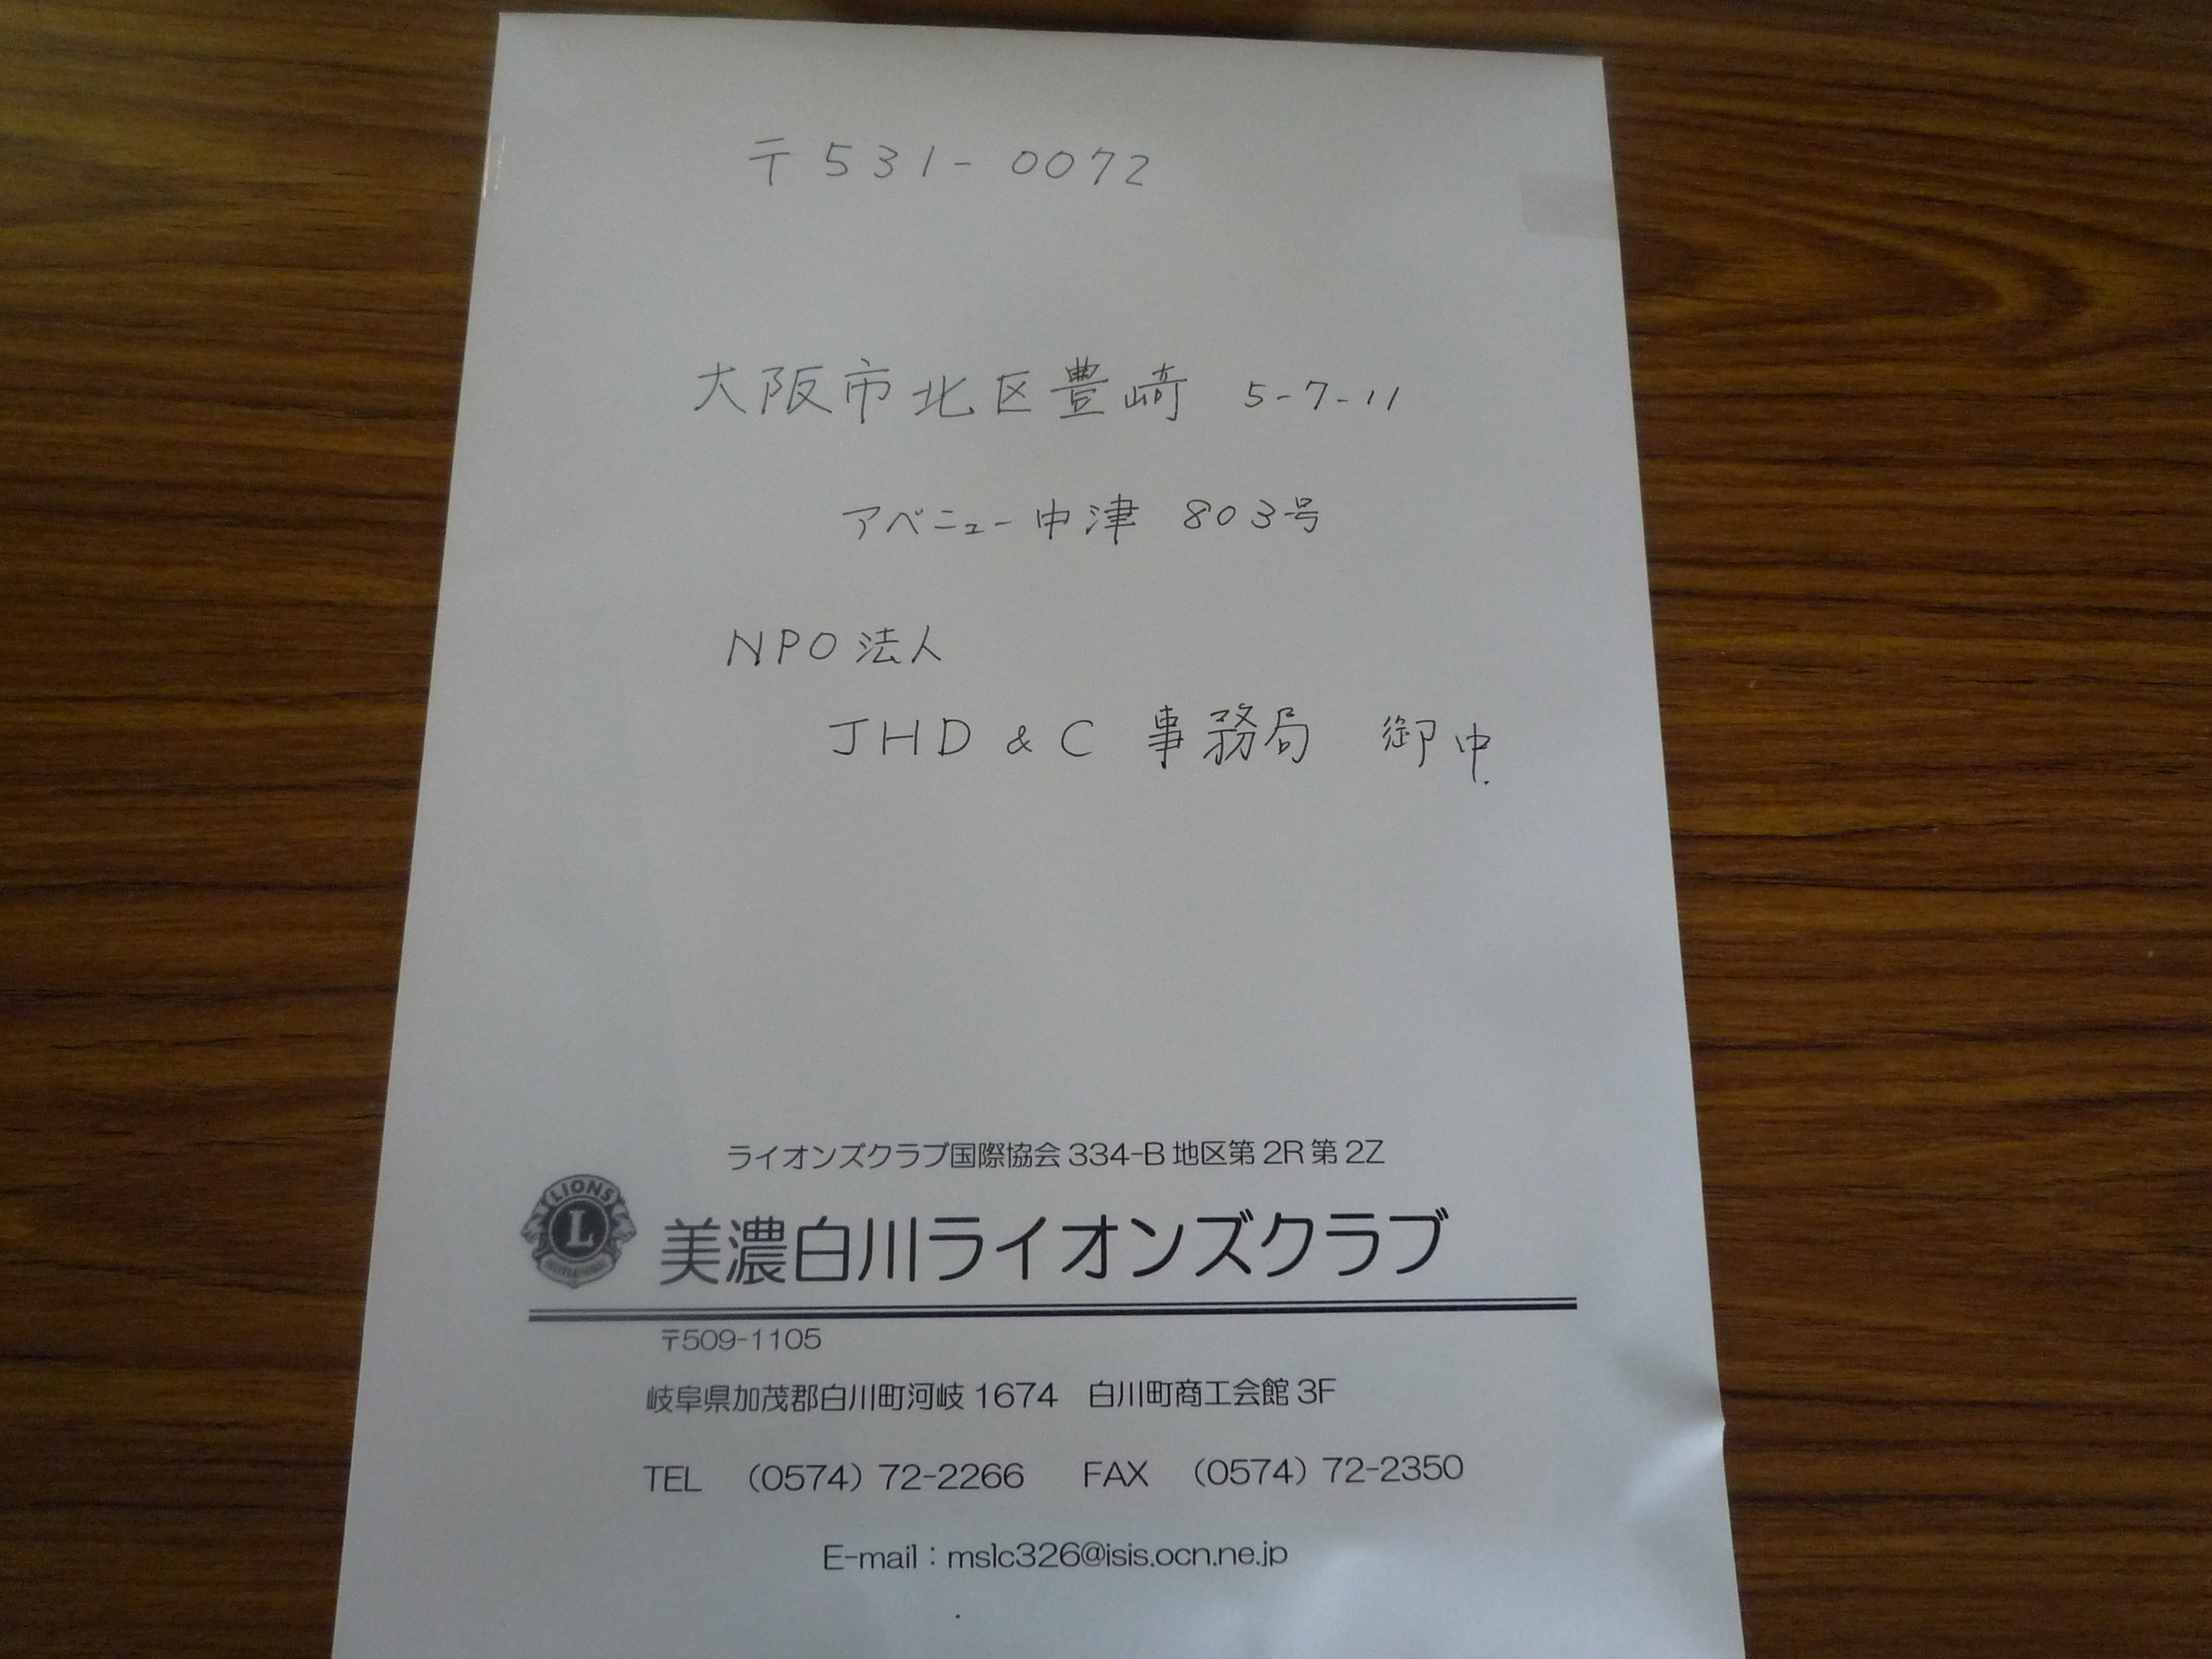 〒531-0072
大阪市北区豊崎 5-7-11
アベニュー中津 803号
NPO法人
JHD & C 事務局 御中
ライオンズクラブ国際協会 334-B 地区第 2R 第 2Z
LIONS
L
INTERNATIONAL
美濃白川ライオンズクラブ
〒509-1105
岐阜県加茂郡白川町河岐 1674 白川町商工会館 3F
TEL (0574) 72-2266 FAX (0574) 72-2350
E-mail：mslc326@isis.ocn.ne.jp